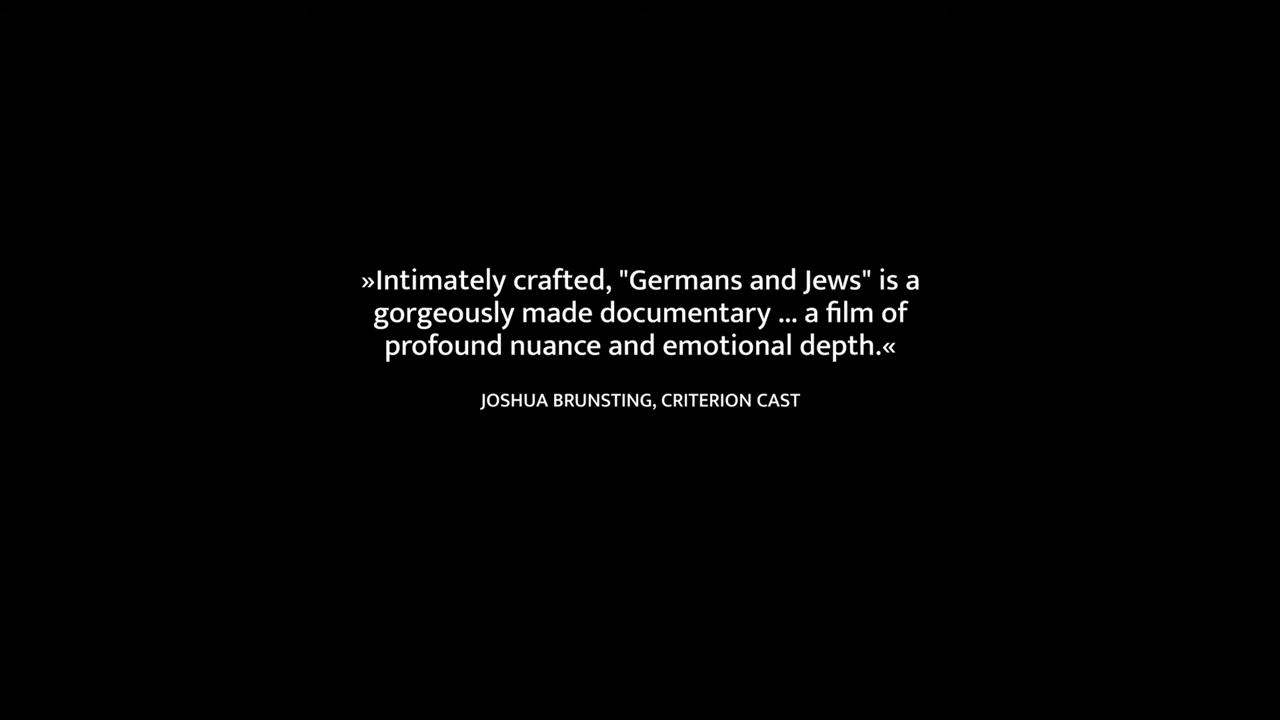 »Intimately crafted, "Germans and Jews" is a
gorgeously made documentary ... a film of
profound nuance and emotional depth.«
JOSHUA BRUNSTING, CRITERION CAST